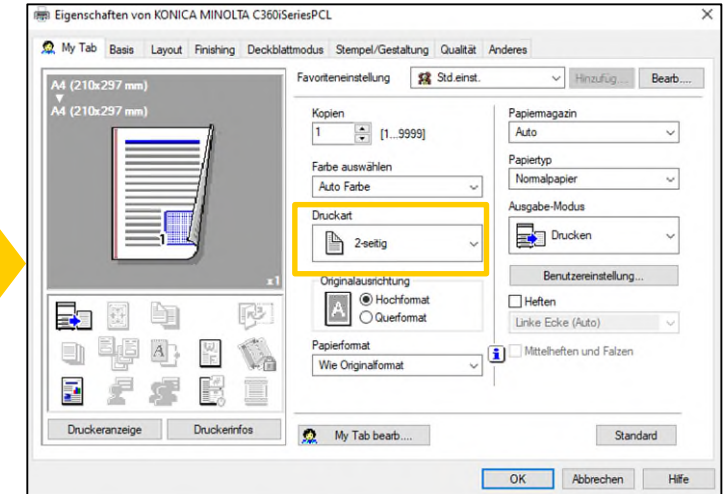 Eigenschaften von KONICA MINOLTA C360iSeriesPCL
My Tab Basis Layout Finishing Deckblattmodus Stempel/Gestaltung Qualität Anderes
A4 (210x297 mm)
A4 (210x297 mm)
1
x1
Druckeranzeige Druckerinfos
Favoriteneinstellung Std.einst. Hinzufüg... Bearb....
Kopien
1 [1...9999]
Farbe auswählen
Auto Farbe
Druckart
2-seitig
Originalausrichtung
A Hochformat
Querformat
Papierformat
Wie Originalformat
Papiermagazin
Auto
Papiertyp
Normalpapier
Ausgabe-Modus
Drucken
Benutzereinstellung...
Heften
Linke Ecke (Auto)
Mittelheften und Falzen
My Tab bearb.... Standard
OK Abbrechen Hilfe